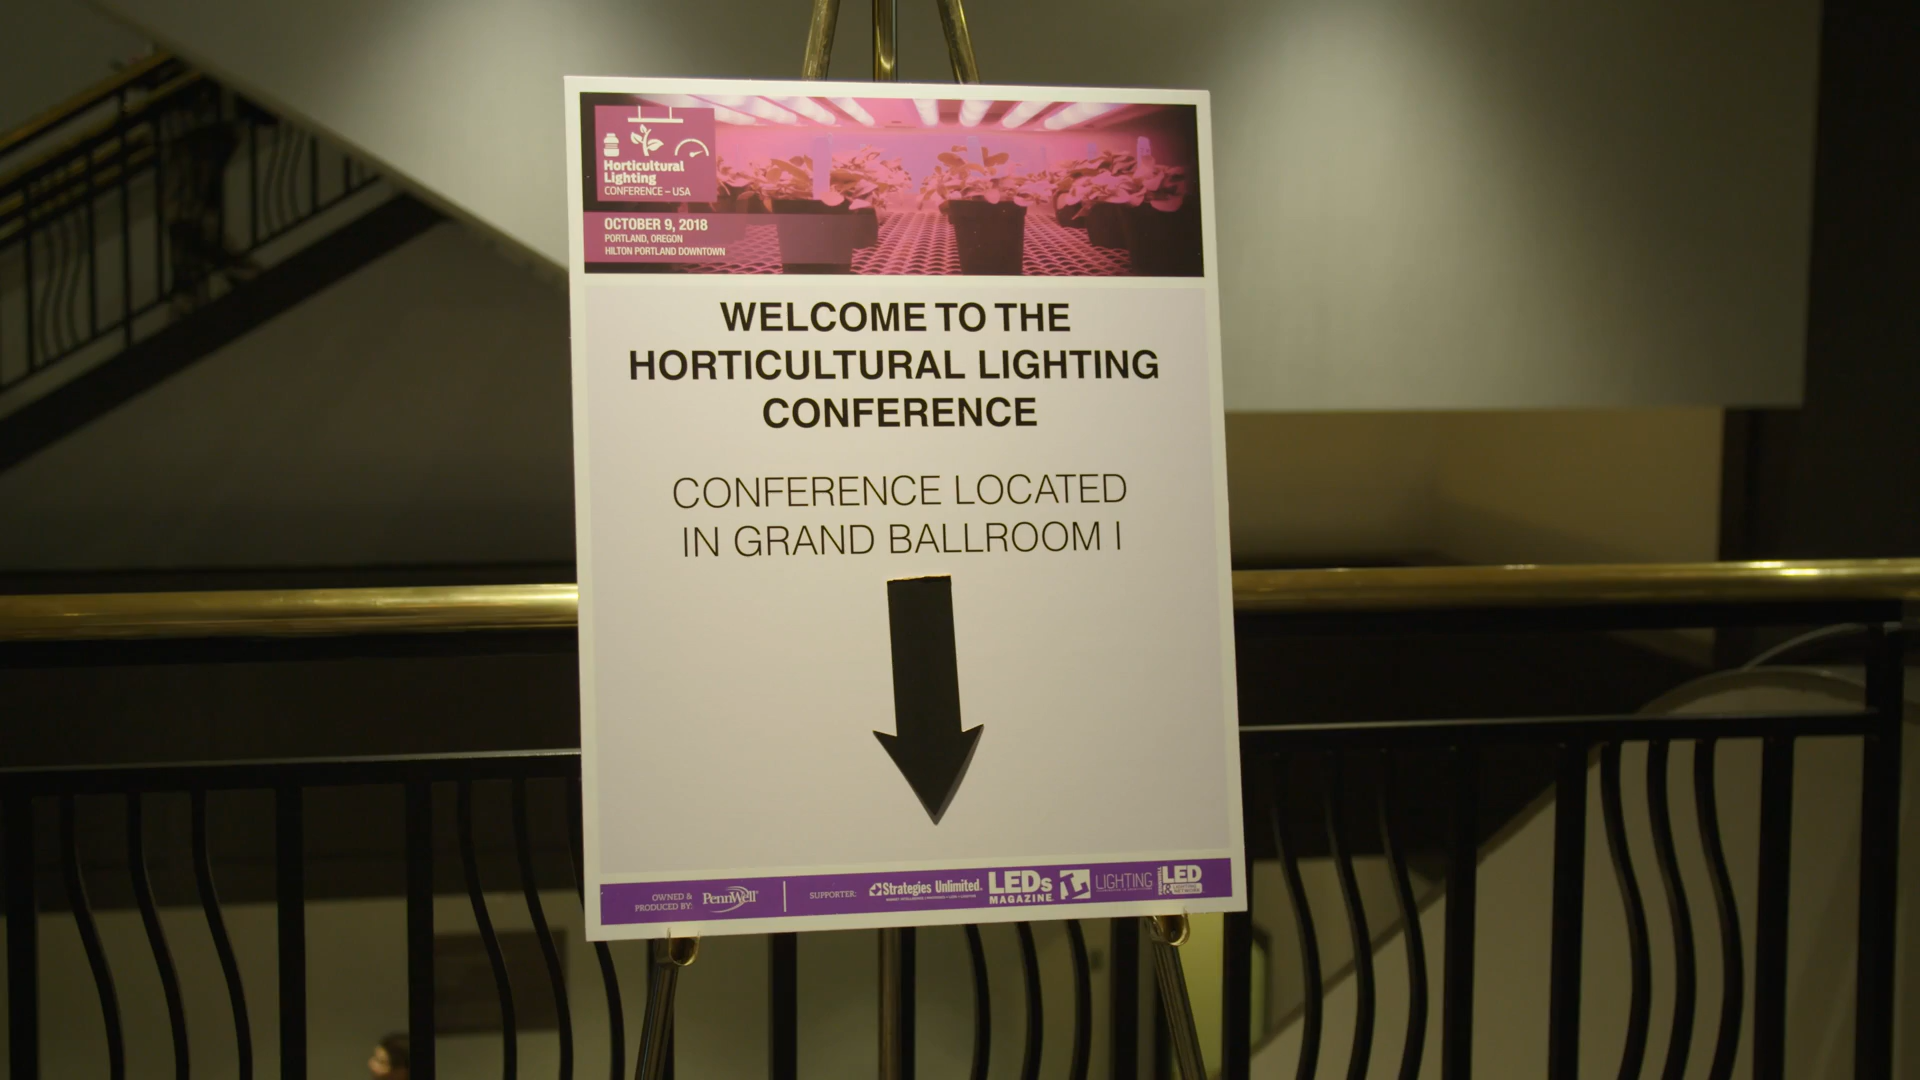 Horticultural
Lighting
CONFERENCE – USA
OCTOBER 9, 2018
PORTLAND, OREGON
HILTON PORTLAND DOWNTOWN
WELCOME TO THE
HORTICULTURAL LIGHTING
CONFERENCE
CONFERENCE LOCATED
IN GRAND BALLROOM I
OWNED &
PRODUCED BY:
PennWell
SUPPORTER:
Strategies Unlimited
LEDs
MAGAZINE
LIGHTING
LED